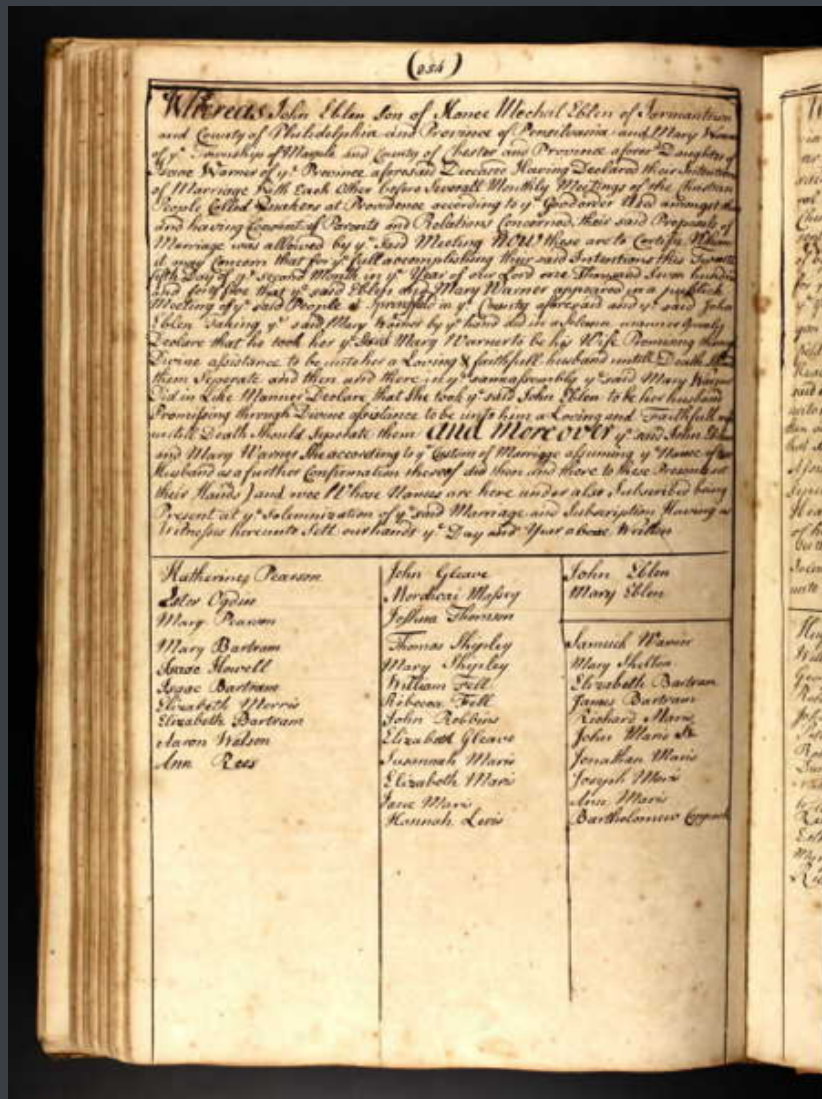 (254)
Whereas John Eblen Son of Hance Mechal Eblen of Jarmantown
and County of Philadelphia and Province of Pensilvania and Mary Warner
of yᵉ Township of Marple and County of Chester and Province afores Daughter of
Isaac Warner of yᵉ Province aforesaid Deceased Having Declared their Intentions
of Marriage with Each Other before Severall Monthly Meetings of the Christian
People Called Quakers at Providence according to yᵉ Good order Used amongst them
and having Consent of Parents and Relations Concerned, their said Proposals of
Marriage was allowed by yᵉ Said Meeting NOW these are to Certifie Whom
it may Concern that for yᵉ full accomplishing their said Intentions this Twenty
fifth Day of yᵉ Second Month in yᵉ Year of our Lord one Thousand Seven hundred
and forty five that yᵉ said Eblen and Mary Warner appeared in a publick
Meeting of yᵉ said People at Springfield in yᵉ County aforesaid and yᵉ said John
Eblen Taking yᵉ said Mary Warner by yᵉ hand did in a Solemn manner Openly
Declare that he took her yᵉ Said Mary Warner to be his Wife Promising through
Divine assistance to be unto her a Loving & faithfull husband untill Death
them Seperate and then and there in yᵉ same assembly yᵉ said Mary Warner
Did in Like Manner Declare that She took yᵉ said John Eblen to be her husband
Promissing through Divine assistance to be unto him a Loving and Faithfull
untill Death Should Seperate them and moreover yᵉ said John Eblen
and Mary Warner She according to yᵉ Custom of Marriage assuming yᵉ Name of
Husband as a further Confirmation thereof did then and there to these Presents set
their Hands) and wee Whose Names are here under also Subscribed being
Present at yᵉ Solemnization of yᵉ said Marriage and Subscription Having as
Witnesses hereunto Sett our hands yᵉ Day and Year above Written
Katherines Pearson
Ester Ogden
Mary Pearson
Mary Bartram
Isaac Howell
Isaac Bartram
Elizabeth Morris
Elizabeth Bartram
Aaron Watson
Ann Rees
John Gleave
Mordicai Massey
Joshua Thomson
Thomas Shipley
Mary Shipley
William Fell
Rebecca Fell
John Robbins
Elizabeth Gleave
Susannah Maris
Elizabeth Maris
Jane Maris
Hannah Levis
John Eblen
Mary Eblen
Samuell Warner
Mary Shelton
Elizabeth Bartram
James Bartram
Richard Maris
John Maris Jr
Jonathan Maris
Joseph Maris
Ann Maris
Bartholomew Coppock